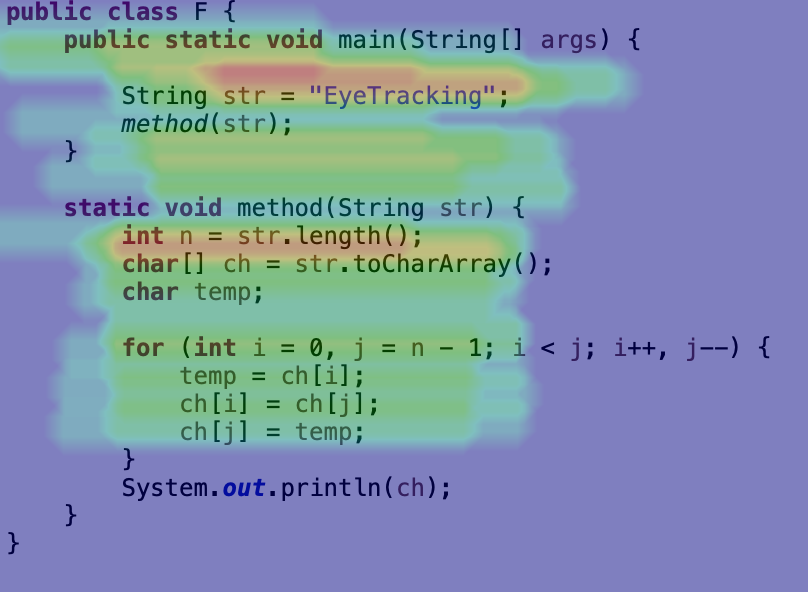 public class F {
    public static void main(String[] args) {
        String str = "EyeTracking";
        method(str);
    }
    static void method(String str) {
        int n = str.length();
        char[] ch = str.toCharArray();
        char temp;
        for (int i = 0, j = n - 1; i < j; i++, j--) {
            temp = ch[i];
            ch[i] = ch[j];
            ch[j] = temp;
        }
        System.out.println(ch);
    }
}